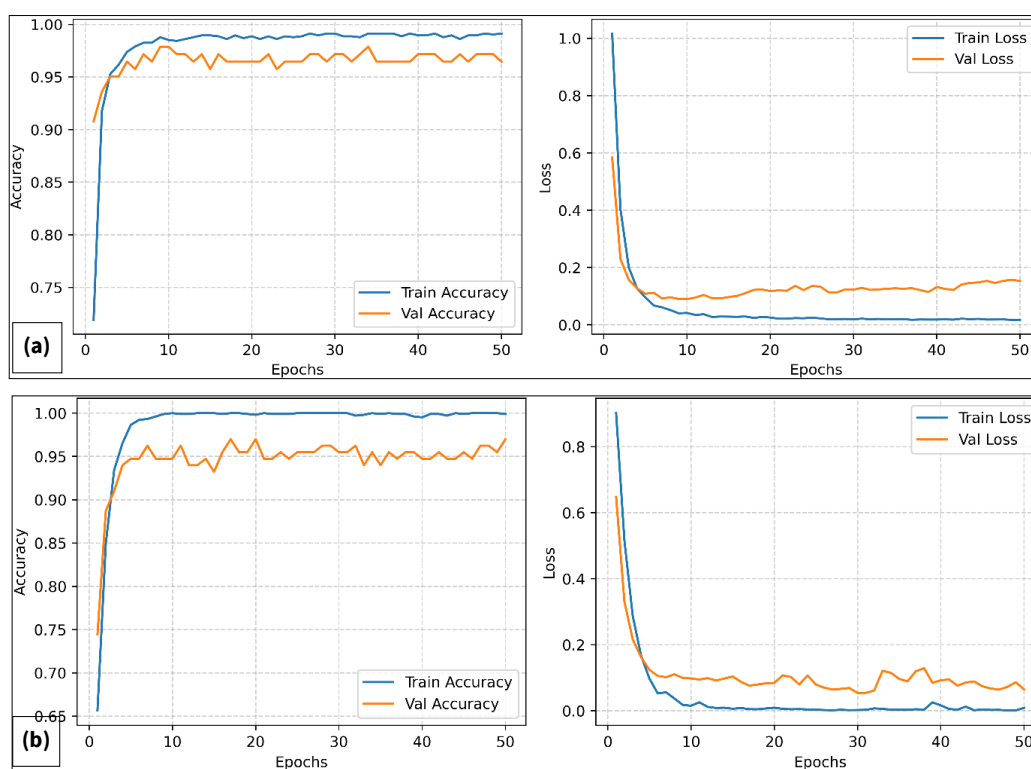 1.00
0.95
0.90
0.85
0.80
0.75
Accuracy
0 10 20 30 40 50
Epochs
Train Accuracy
Val Accuracy
1.0
0.8
0.6
0.4
0.2
0.0
Loss
0 10 20 30 40 50
Epochs
Train Loss
Val Loss
(a)
1.00
0.95
0.90
0.85
0.80
0.75
0.70
0.65
Accuracy
0 10 20 30 40 50
Epochs
Train Accuracy
Val Accuracy
0.8
0.6
0.4
0.2
0.0
Loss
0 10 20 30 40 50
Epochs
Train Loss
Val Loss
(b)